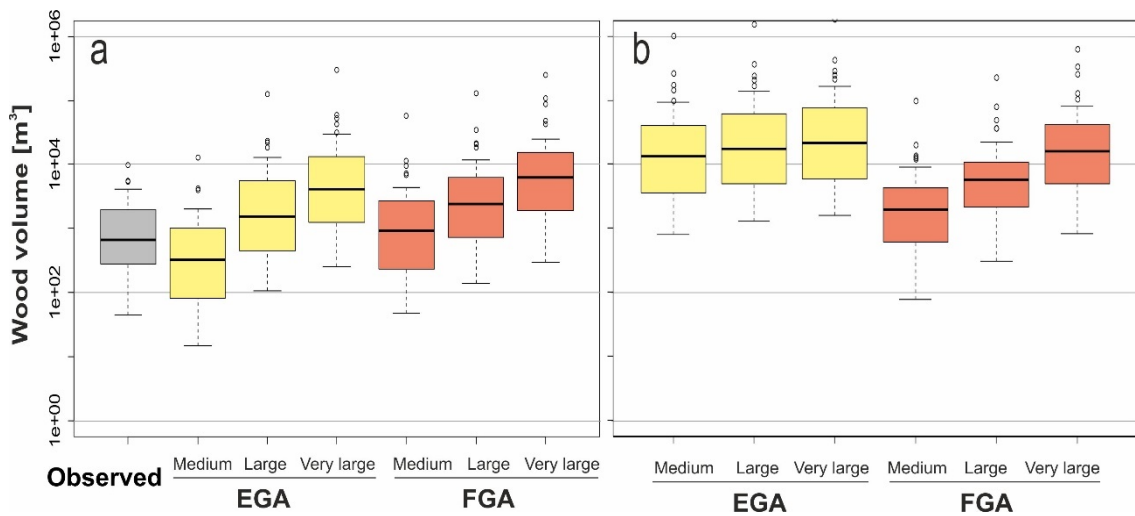 a
b
Wood volume [m³]
1e+06
1e+04
1e+02
1e+00
Observed
Medium Large Very large
EGA
Medium Large Very large
FGA
Medium Large Very large
EGA
Medium Large Very large
FGA